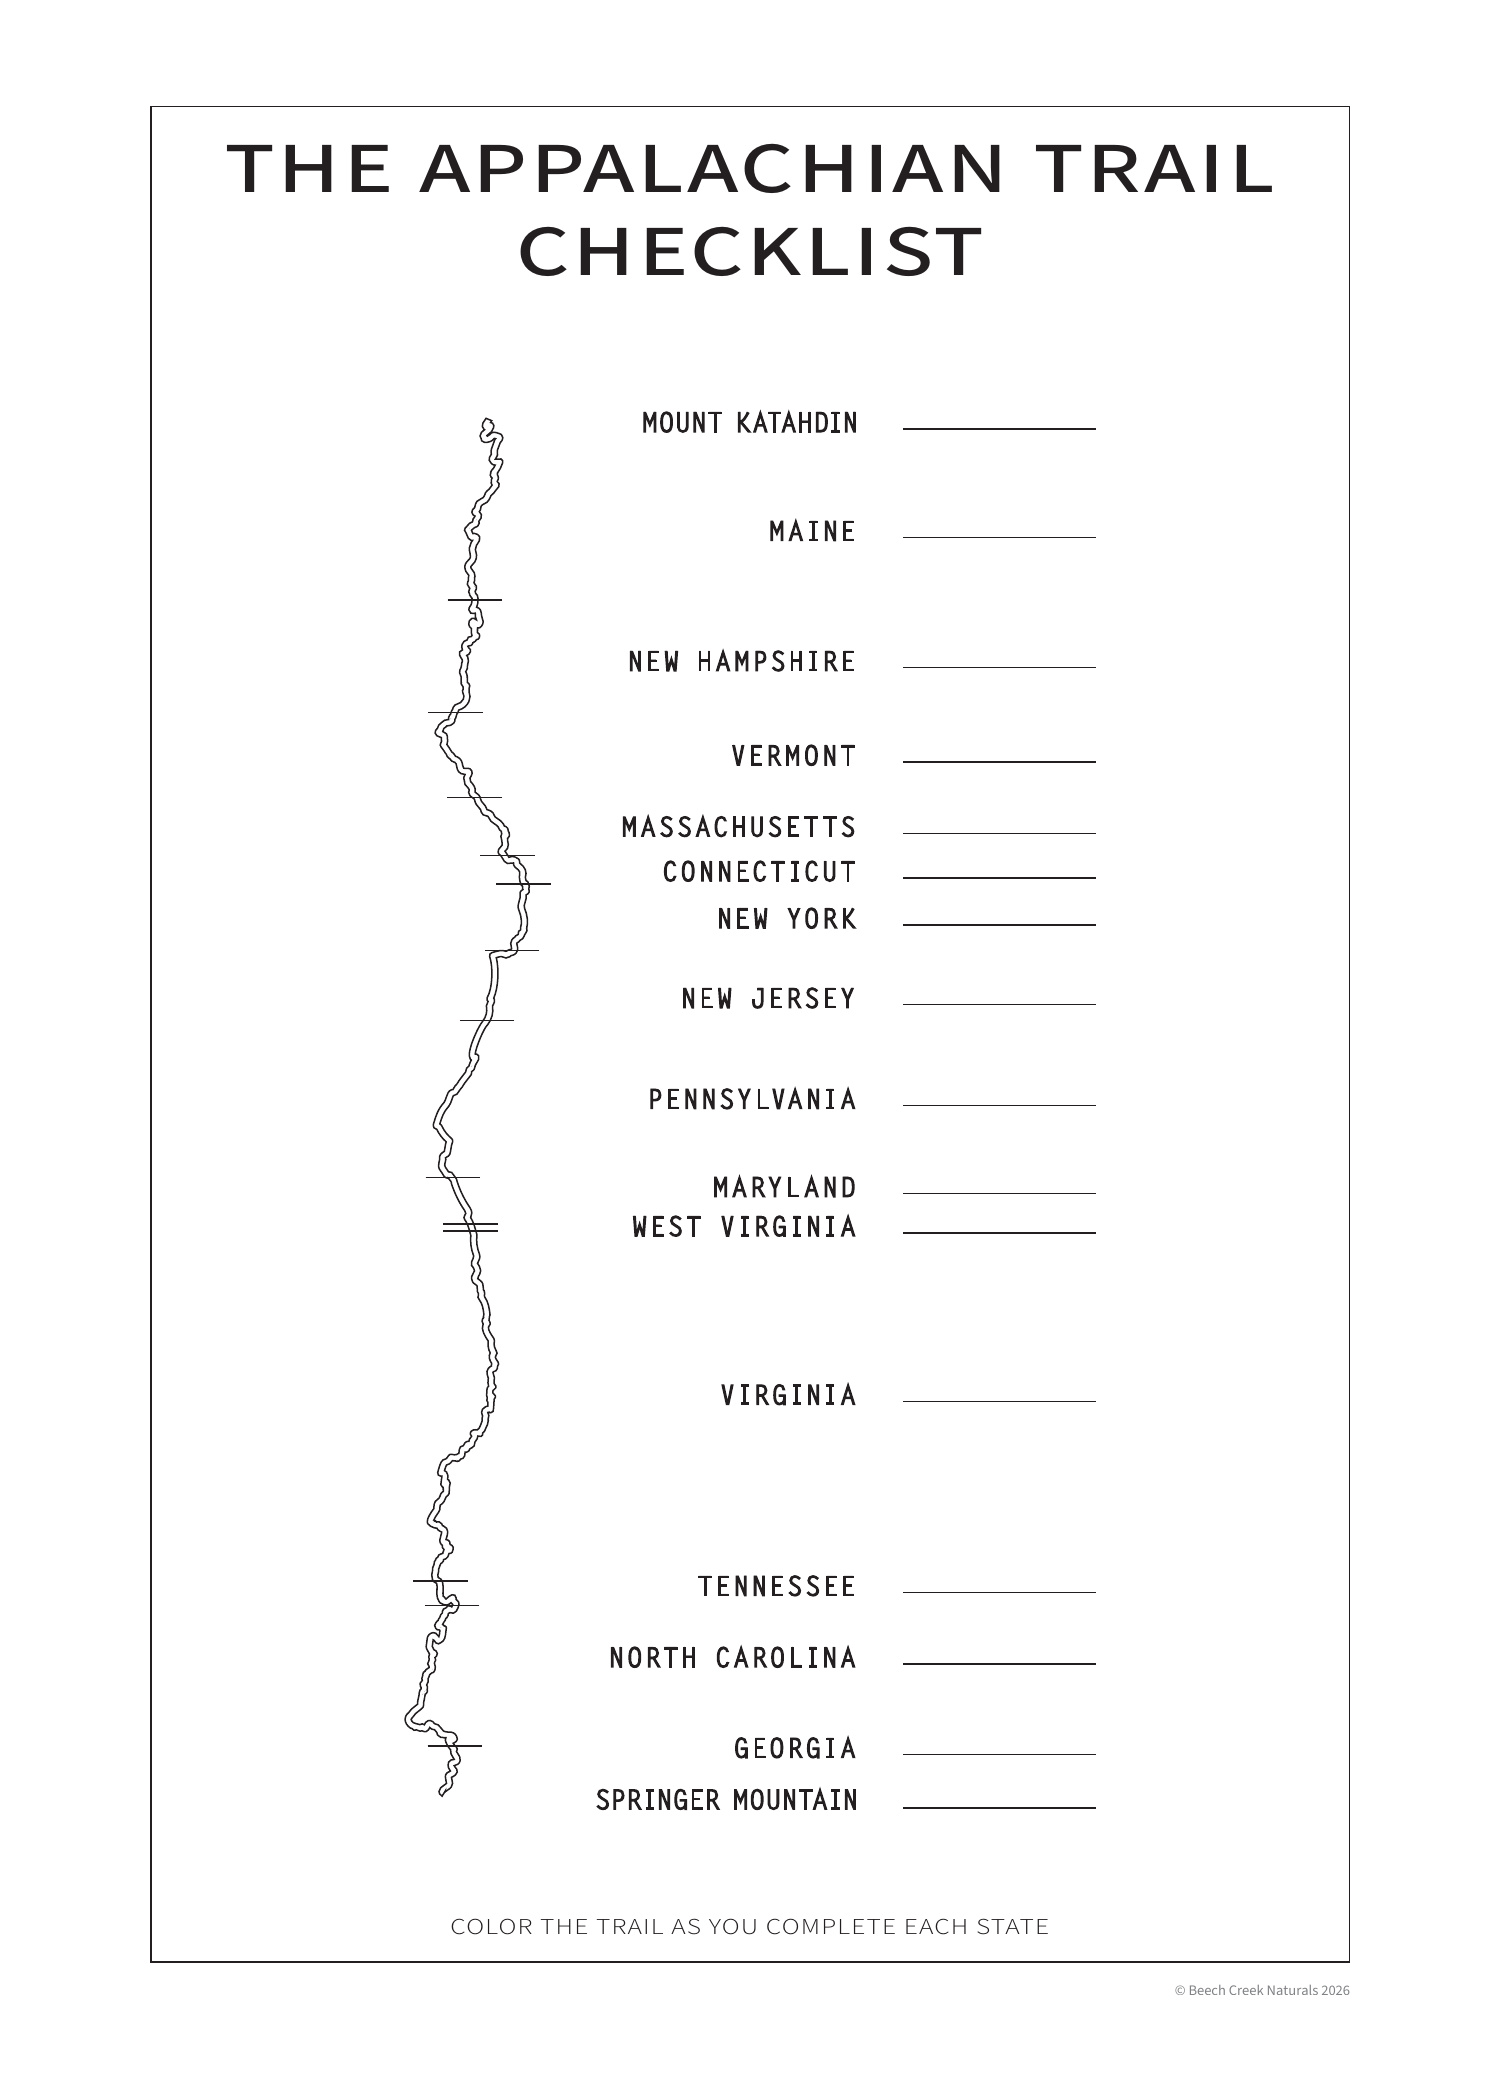 THE APPALACHIAN TRAIL
CHECKLIST
MOUNT KATAHDIN
MAINE
NEW HAMPSHIRE
VERMONT
MASSACHUSETTS
CONNECTICUT
NEW YORK
NEW JERSEY
PENNSYLVANIA
MARYLAND
WEST VIRGINIA
VIRGINIA
TENNESSEE
NORTH CAROLINA
GEORGIA
SPRINGER MOUNTAIN
COLOR THE TRAIL AS YOU COMPLETE EACH STATE
© Beech Creek Naturals 2026